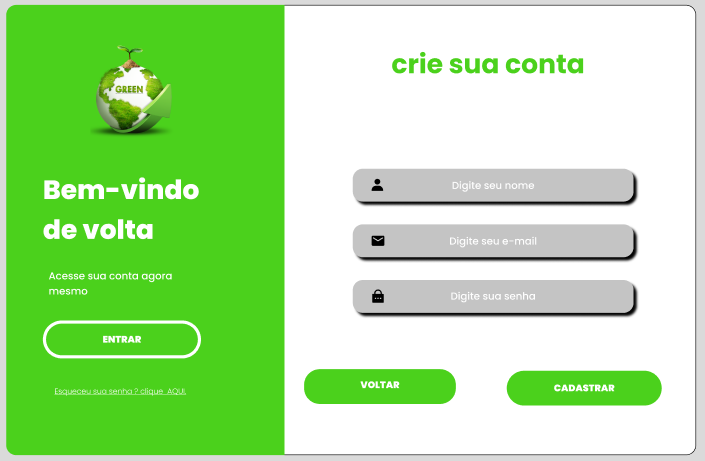 GREEN
Bem-vindo
de volta
Acesse sua conta agora
mesmo
ENTRAR
Esqueceu sua senha ? clique  AQUI.
crie sua conta
Digite seu nome
Digite seu e-mail
Digite sua senha
VOLTAR
CADASTRAR